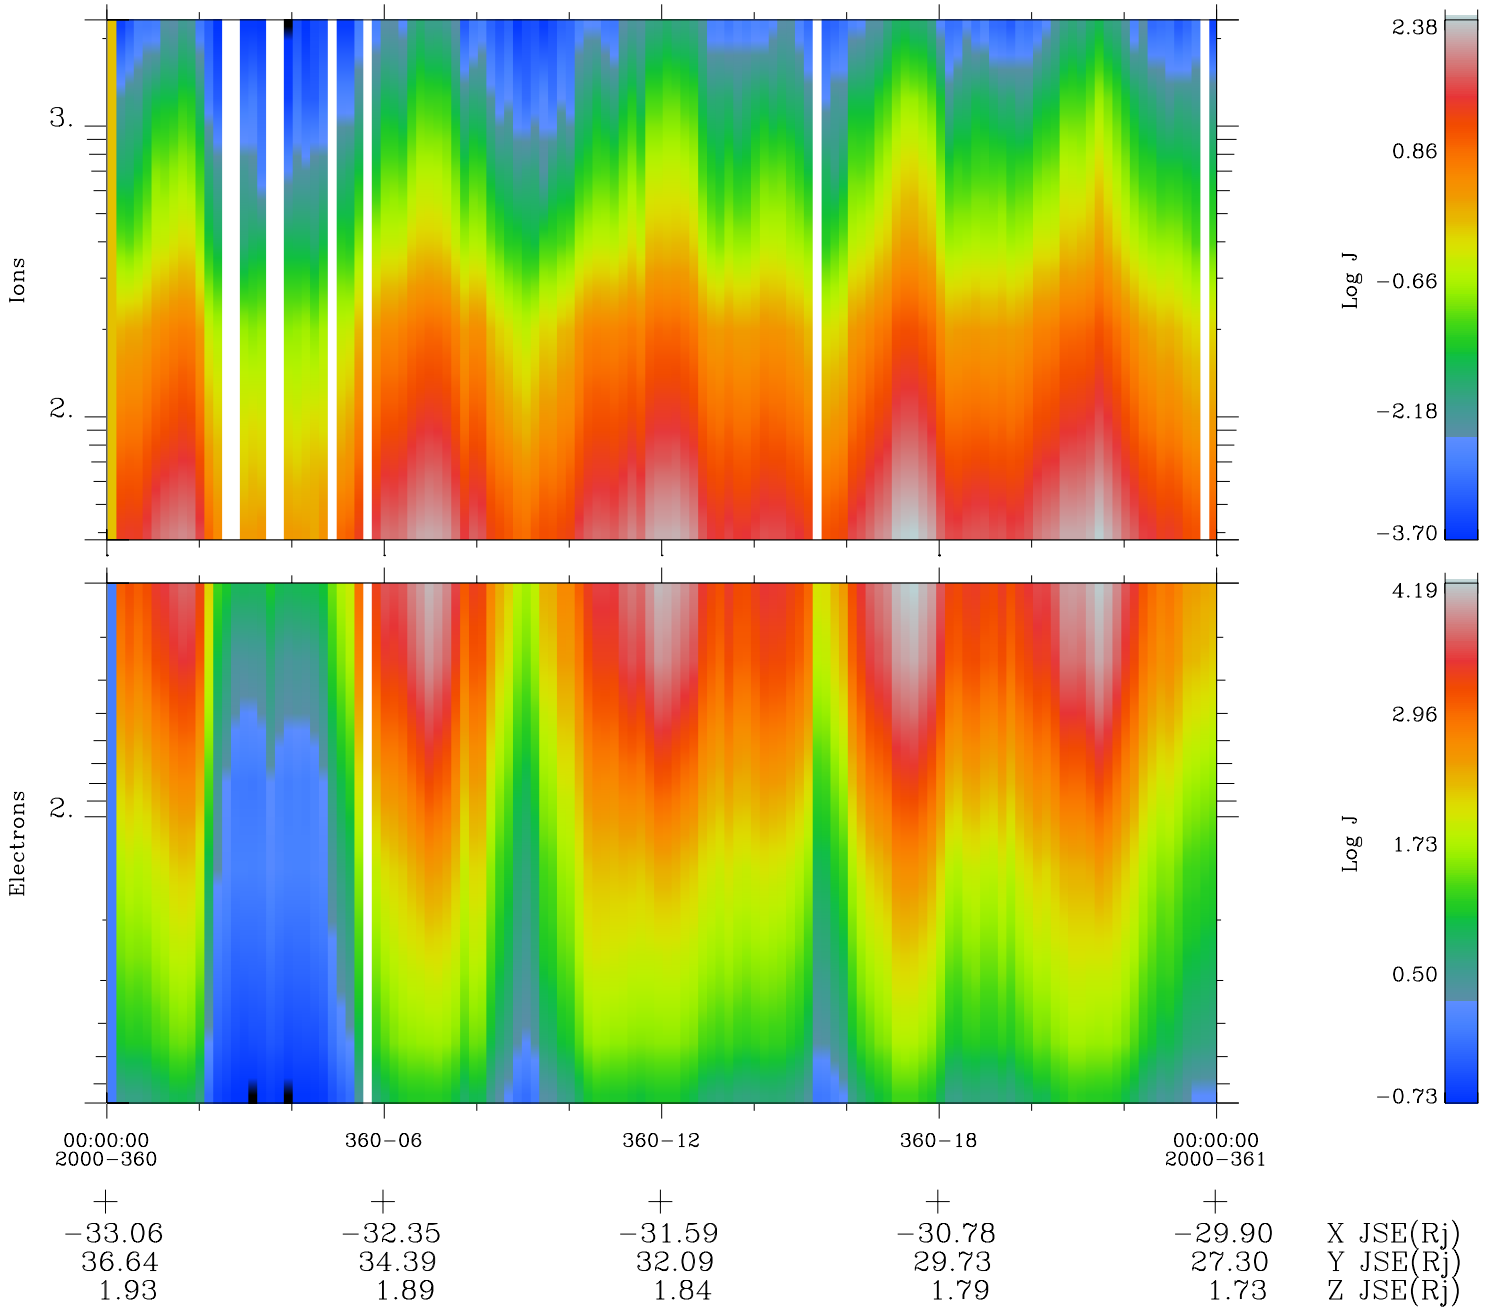 2.38
3.
0.86
Ions
Log J
−0.66
2.
−2.18
−3.70
4.19
2.96
Electrons
2.
Log J
1.73
0.50
−0.73
00:00:00 360−06 360−12 360−18 00:00:00
2000−360 2000−361
−33.06 −32.35 −31.59 −30.78 −29.90 X JSE(Rj)
36.64 34.39 32.09 29.73 27.30 Y JSE(Rj)
1.93 1.89 1.84 1.79 1.73 Z JSE(Rj)